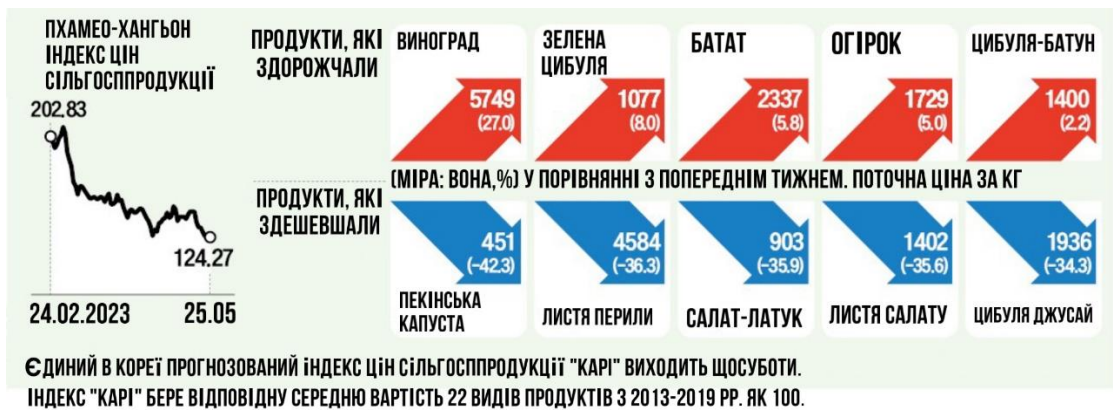 ПХАМЕО-ХАНГЬОН
ІНДЕКС ЦІН
СІЛЬГОСППРОДУКЦІЇ
202.83
124.27
24.02.2023 25.05
ПРОДУКТИ, ЯКІ
ЗДОРОЖЧАЛИ
ВИНОГРАД
5749
(27.0)
ЗЕЛЕНА
ЦИБУЛЯ
1077
(8.0)
БАТАТ
2337
(5.8)
ОГІРОК
1729
(5.0)
ЦИБУЛЯ-БАТУН
1400
(2.2)
(МІРА: ВОНА,%) У ПОРІВНЯННІ З ПОПЕРЕДНІМ ТИЖНЕМ. ПОТОЧНА ЦІНА ЗА КГ
ПРОДУКТИ, ЯКІ
ЗДЕШЕВШАЛИ
451
(-42.3)
ПЕКІНСЬКА
КАПУСТА
4584
(-36.3)
ЛИСТЯ ПЕРИЛИ
903
(-35.9)
САЛАТ-ЛАТУК
1402
(-35.6)
ЛИСТЯ САЛАТУ
1936
(-34.3)
ЦИБУЛЯ ДЖУСАЙ
ЄДИНИЙ В КОРЕЇ ПРОГНОЗОВАНИЙ ІНДЕКС ЦІН СІЛЬГОСППРОДУКЦІЇ "КАРІ" ВИХОДИТЬ ЩОСУБОТИ.
ІНДЕКС "КАРІ" БЕРЕ ВІДПОВІДНУ СЕРЕДНЮ ВАРТІСТЬ 22 ВИДІВ ПРОДУКТІВ З 2013-2019 РР. ЯК 100.